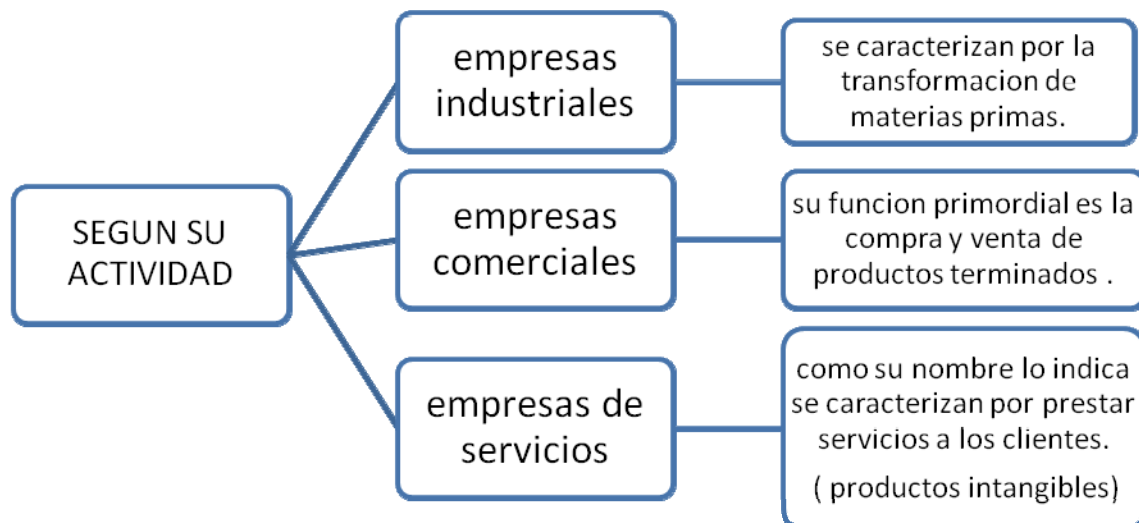 SEGUN SU
ACTIVIDAD
empresas
industriales
se caracterizan por la
transformacion de
materias primas.
empresas
comerciales
su funcion primordial es la
compra y venta de
productos terminados .
empresas de
servicios
como su nombre lo indica
se caracterizan por prestar
servicios a los clientes.
( productos intangibles)